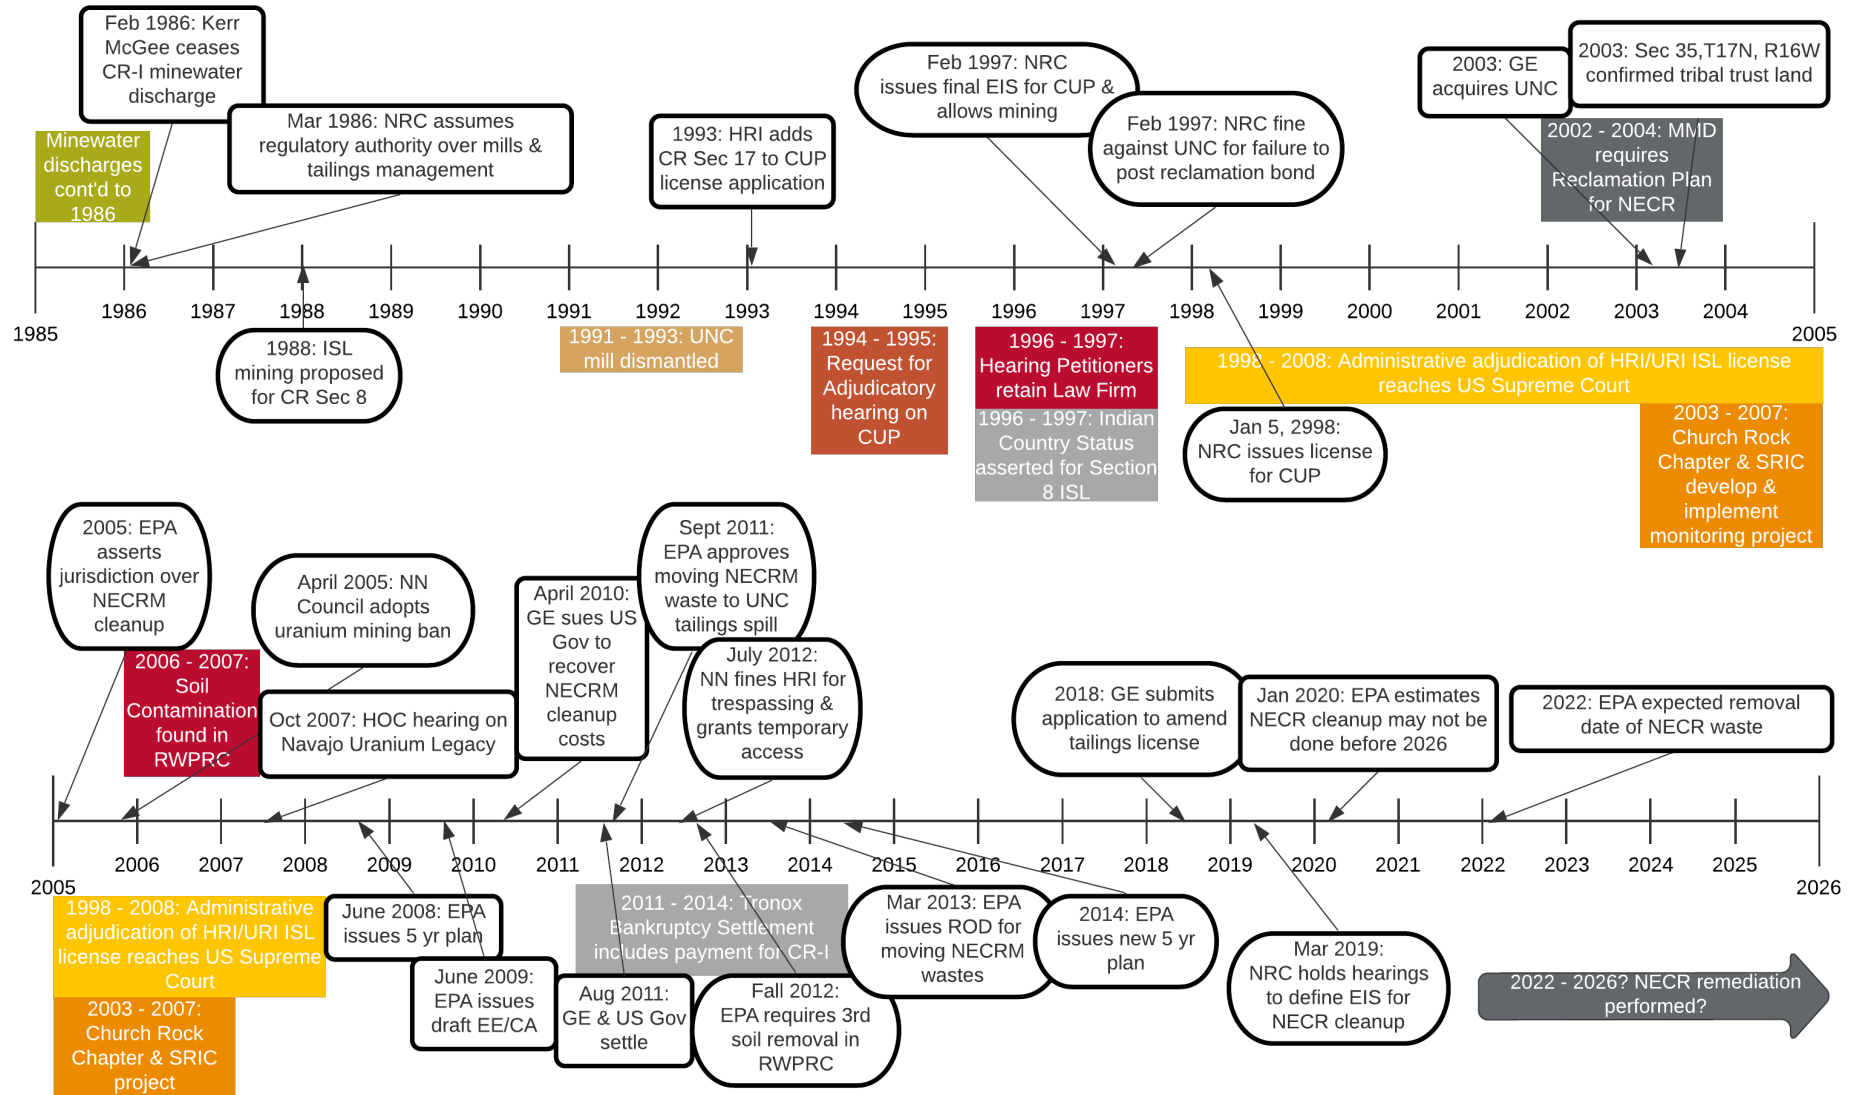 Feb 1986: Kerr
McGee ceases
CR-I minewater
discharge
Minewater
discharges
cont'd to
1986
Mar 1986: NRC assumes
regulatory authority over mills &
tailings management
1993: HRI adds
CR Sec 17 to CUP
license application
Feb 1997: NRC
issues final EIS for CUP &
allows mining
Feb 1997: NRC fine
against UNC for failure to
post reclamation bond
2003: GE
acquires UNC
2003: Sec 35,T17N, R16W
confirmed tribal trust land
2002 - 2004: MMD
requires
Reclamation Plan
for NECR
1985
1986
1987
1988
1989
1990
1991
1992
1993
1994
1995
1996
1997
1998
1999
2000
2001
2002
2003
2004
2005
1988: ISL
mining proposed
for CR Sec 8
1991 - 1993: UNC
mill dismantled
1994 - 1995:
Request for
Adjudicatory
hearing on
CUP
1996 - 1997:
Hearing Petitioners
retain Law Firm
1996 - 1997: Indian
Country Status
asserted for Section
8 ISL
1998 - 2008: Administrative adjudication of HRI/URI ISL license
reaches US Supreme Court
Jan 5, 2998:
NRC issues license
for CUP
2003 - 2007:
Church Rock
Chapter & SRIC
develop &
implement
monitoring project
2005: EPA
asserts
jurisdiction over
NECRM
cleanup
2006 - 2007:
Soil
Contamination
found in
RWPRC
April 2005: NN
Council adopts
uranium mining ban
Oct 2007: HOC hearing on
Navajo Uranium Legacy
April 2010:
GE sues US
Gov to
recover
NECRM
cleanup
costs
Sept 2011:
EPA approves
moving NECRM
waste to UNC
tailings spill
July 2012:
NN fines HRI for
trespassing &
grants temporary
access
2018: GE submits
application to amend
tailings license
Jan 2020: EPA estimates
NECR cleanup may not be
done before 2026
2022: EPA expected removal
date of NECR waste
2005
2006
2007
2008
2009
2010
2011
2012
2013
2014
2015
2016
2017
2018
2019
2020
2021
2022
2023
2024
2025
2026
1998 - 2008: Administrative
adjudication of HRI/URI ISL
license reaches US Supreme
Court
2003 - 2007:
Church Rock
Chapter & SRIC
project
June 2008: EPA
issues 5 yr plan
June 2009:
EPA issues
draft EE/CA
2011 - 2014: Tronox
Bankruptcy Settlement
includes payment for CR-I
Aug 2011:
GE & US Gov
settle
Fall 2012:
EPA requires 3rd
soil removal in
RWPRC
Mar 2013: EPA
issues ROD for
moving NECRM
wastes
2014: EPA
issues new 5 yr
plan
Mar 2019:
NRC holds hearings
to define EIS for
NECR cleanup
2022 - 2026? NECR remediation
performed?